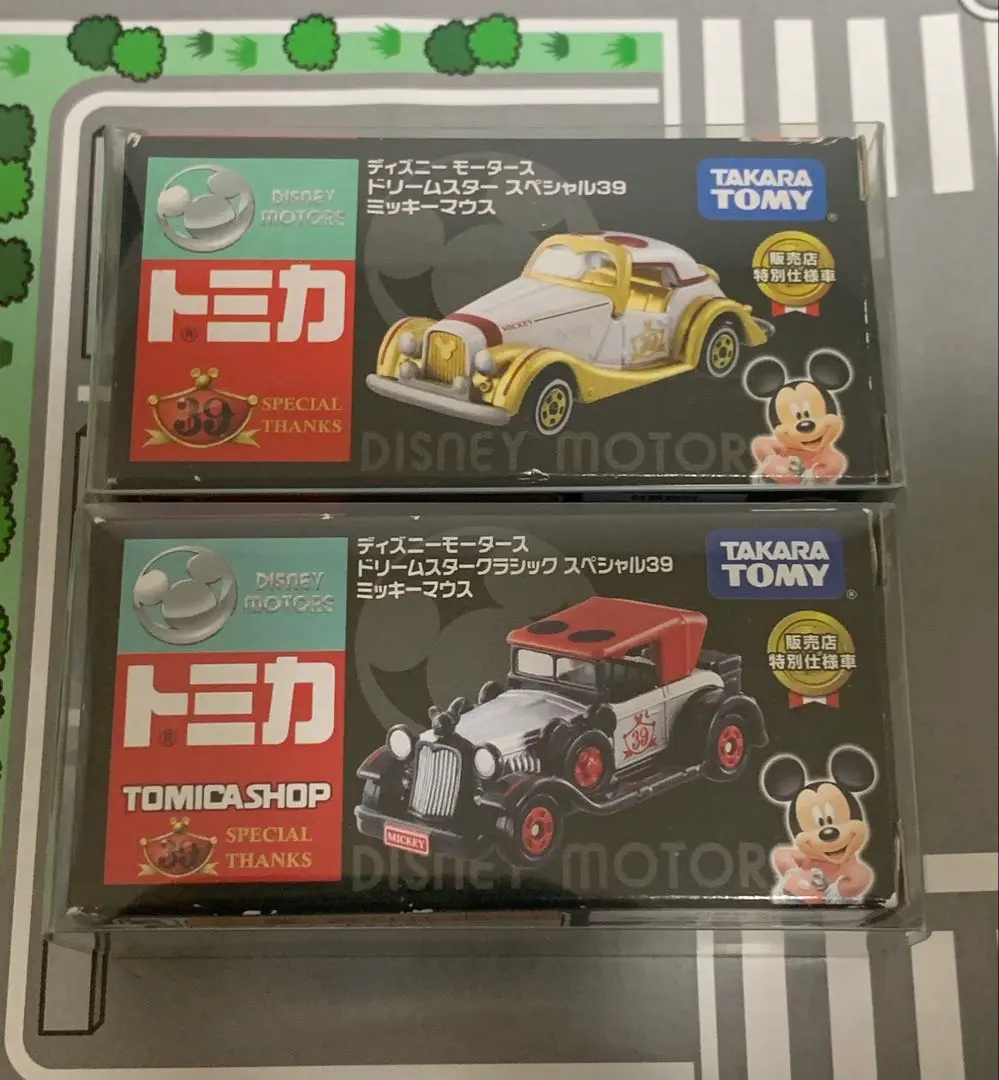 DISNEY
MOTORS
トミカ®
39
SPECIAL
THANKS
ディズニー モータース
ドリームスター スペシャル39
ミッキーマウス
TAKARA
TOMY®
販売店
特別仕様車
MICKEY
DISNEY MOTORS
DISNEY
MOTORS
トミカ®
TOMICASHOP
39
SPECIAL
THANKS
ディズニーモータース
ドリームスタークラシック スペシャル39
ミッキーマウス
TAKARA
TOMY®
販売店
特別仕様車
39
MICKEY
DISNEY MOTORS